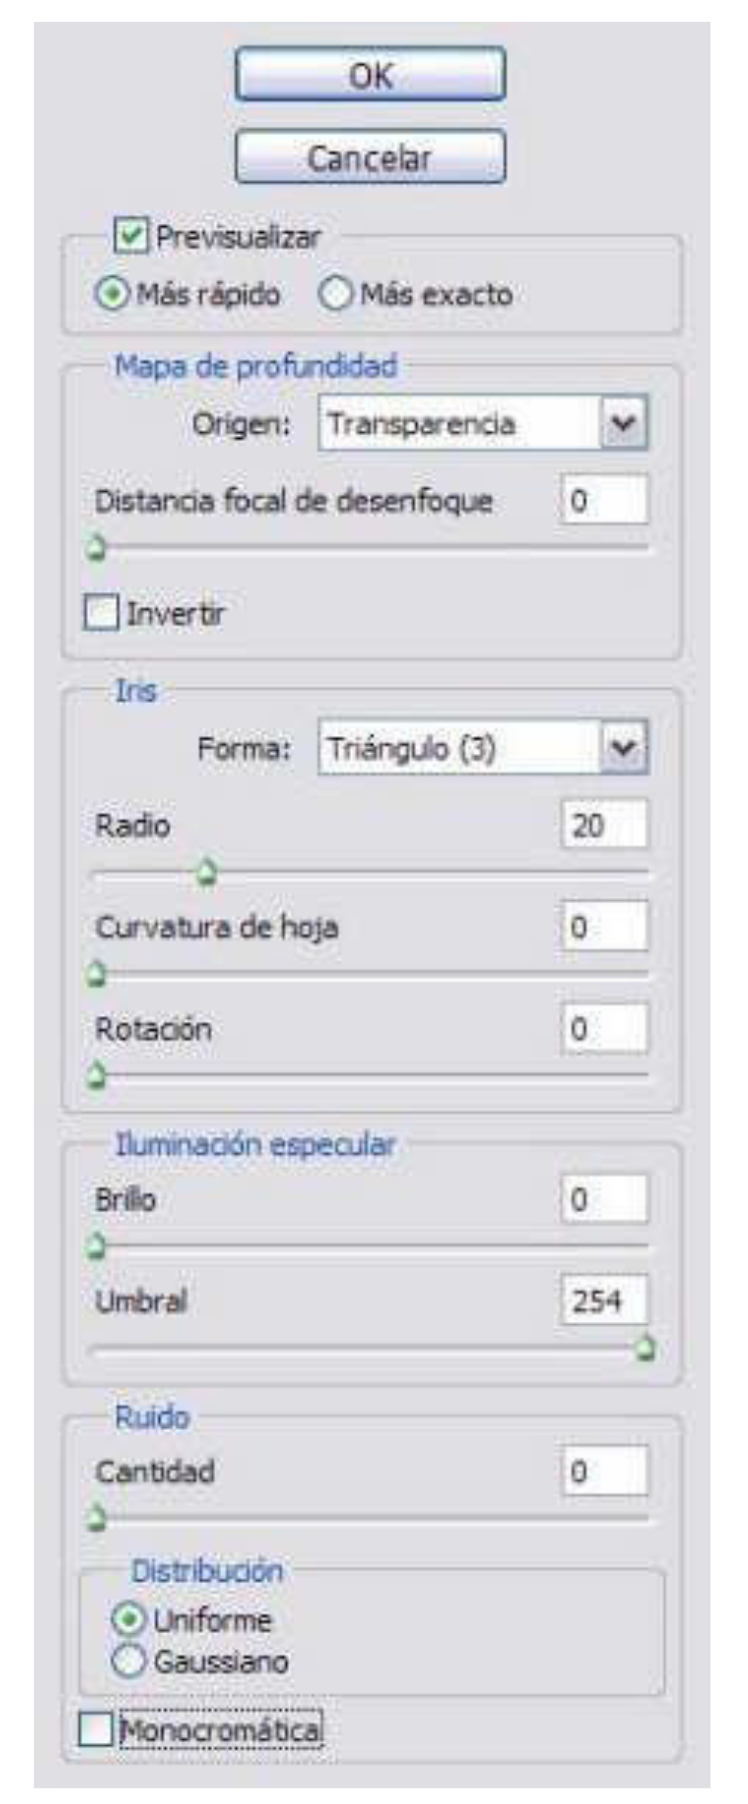 OK
Cancelar
Previsualizar
Más rápido Más exacto
Mapa de profundidad
Origen: Transparencia
Distancia focal de desenfoque 0
Invertir
Iris
Forma: Triángulo (3)
Radio 20
Curvatura de hoja 0
Rotación 0
Iluminación especular
Brillo 0
Umbral 254
Ruido
Cantidad 0
Distribución
Uniforme
Gaussiano
Monocromática